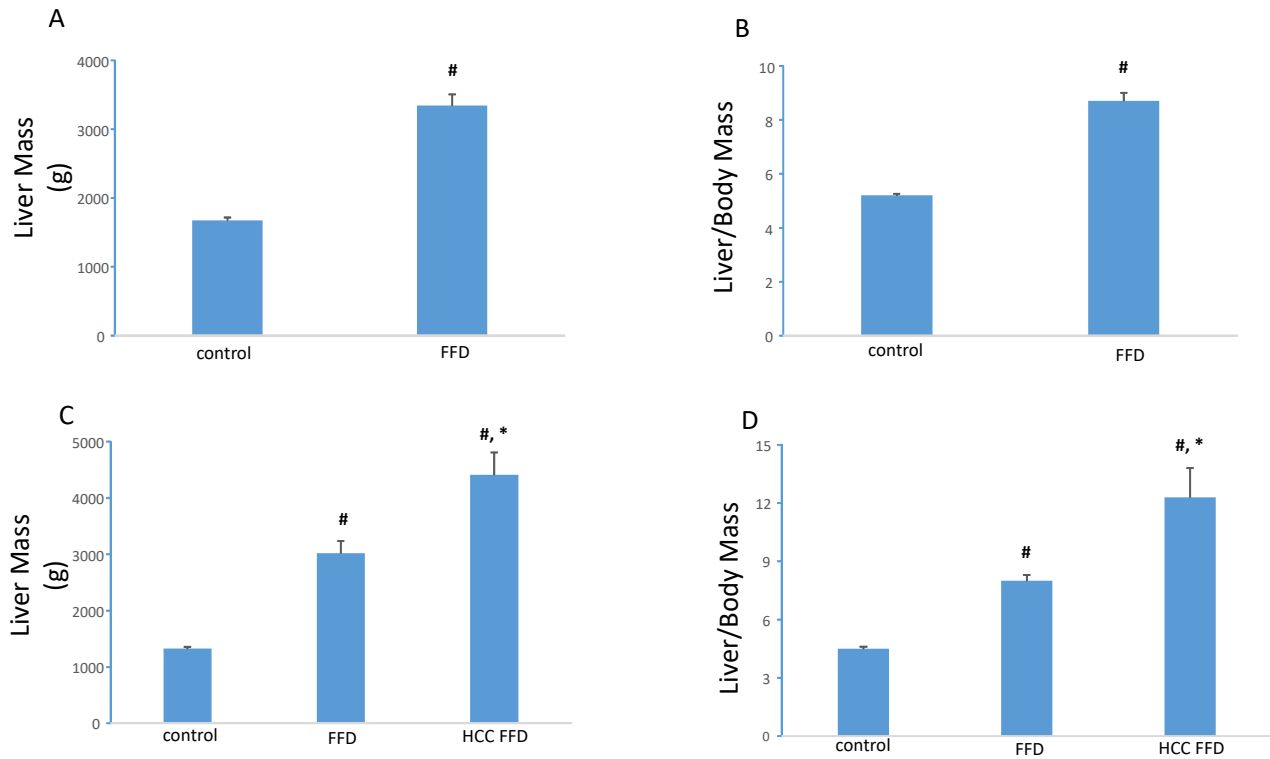 A
Liver Mass
(g)
4000
3000
2000
1000
0
#
control
FFD
B
Liver/Body Mass
10
8
6
4
2
0
#
control
FFD
C
Liver Mass
(g)
5000
4000
3000
2000
1000
0
#
#, *
control
FFD
HCC FFD
D
Liver/Body Mass
15
12
9
6
3
0
#
#, *
control
FFD
HCC FFD